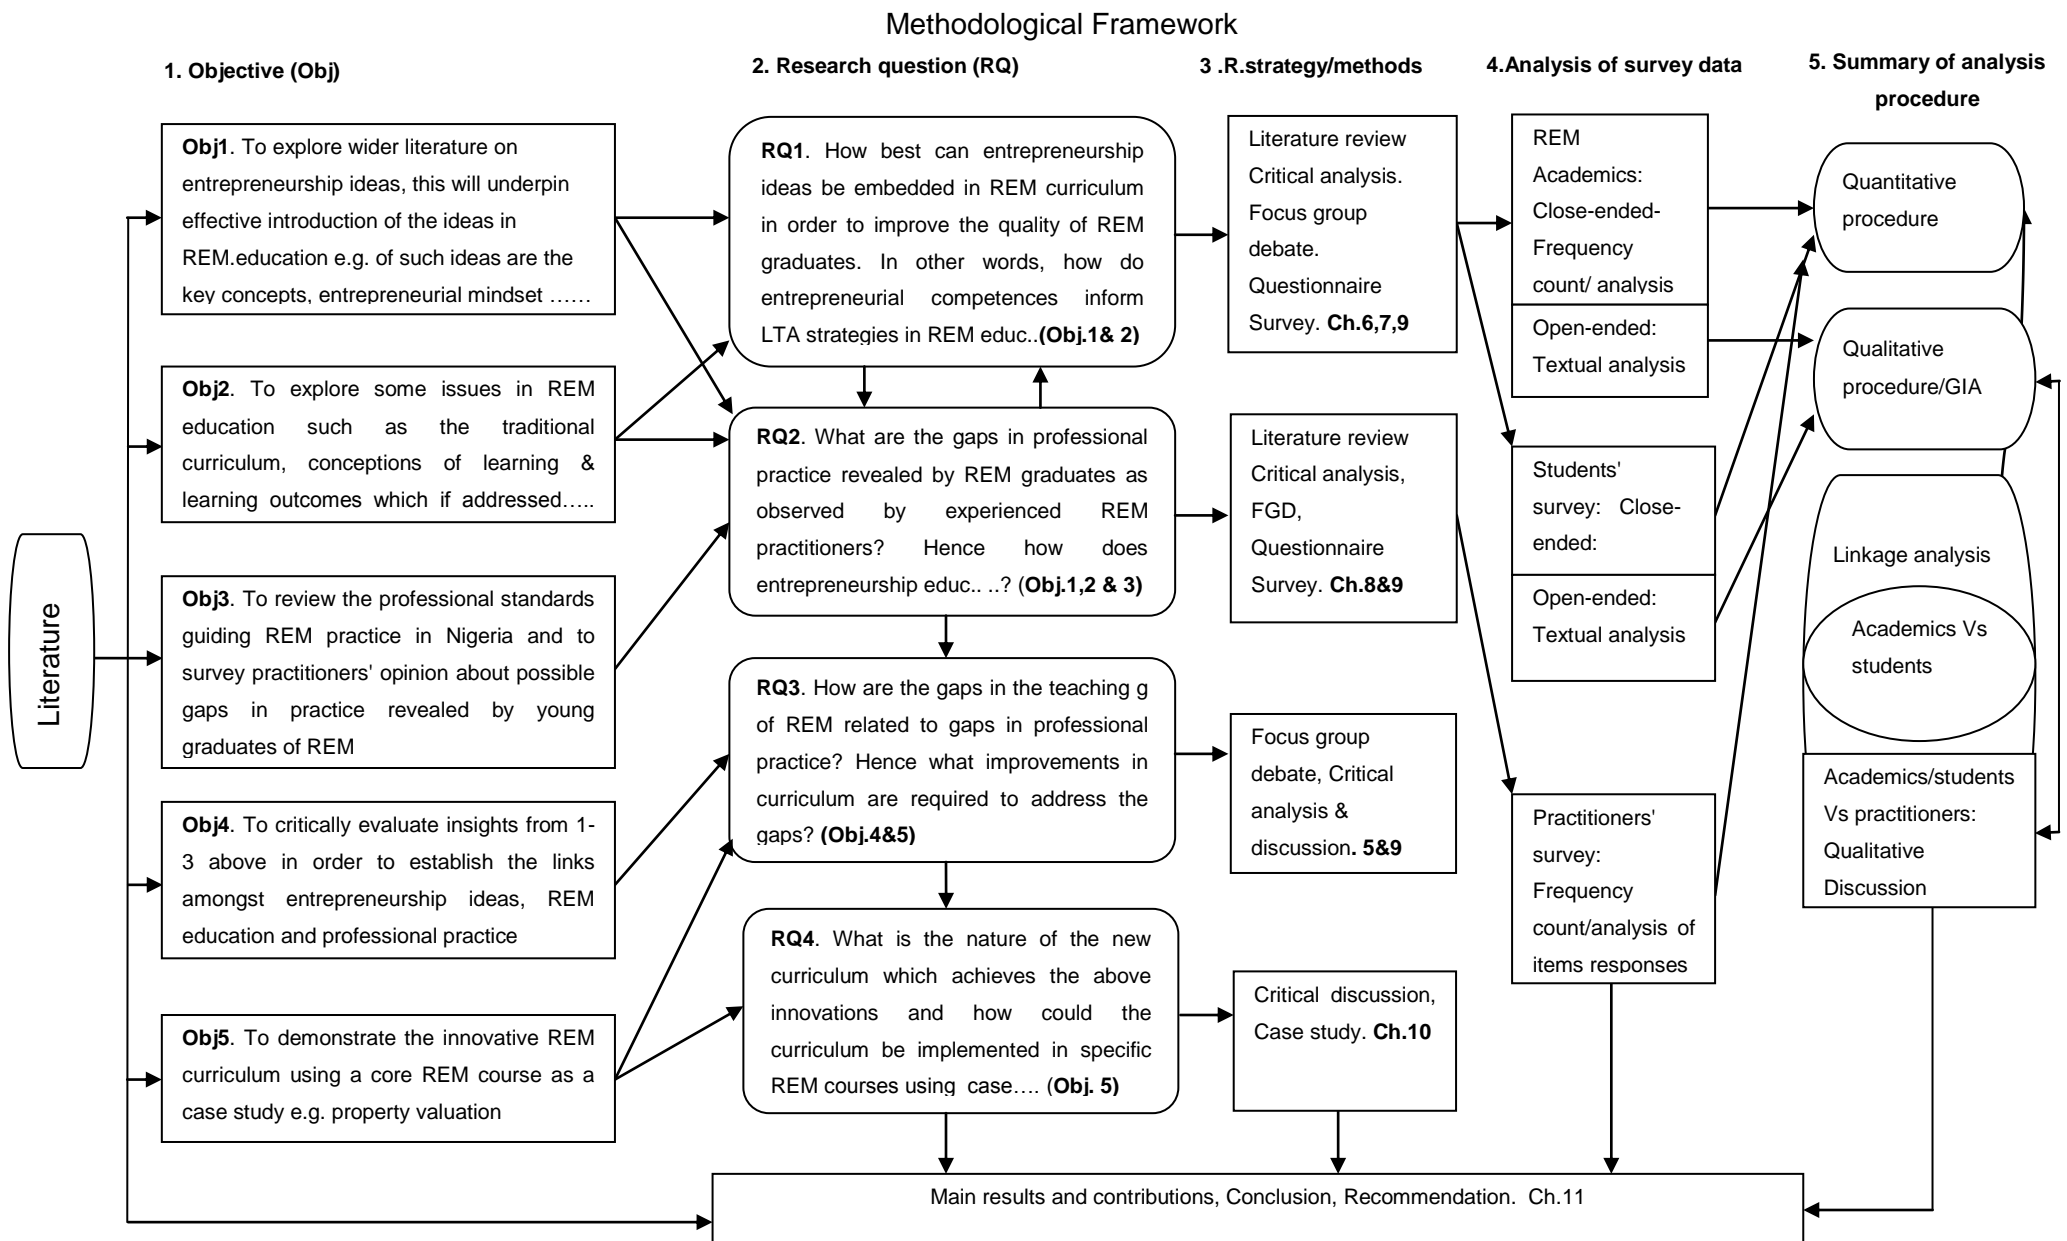 Methodological Framework
1. Objective (Obj)
2. Research question (RQ)
3 .R.strategy/methods
4.Analysis of survey data
5. Summary of analysis
procedure
Literature
Obj1. To explore wider literature on
entrepreneurship ideas, this will underpin
effective introduction of the ideas in
REM.education e.g. of such ideas are the
key concepts, entrepreneurial mindset ……
Obj2. To explore some issues in REM
education such as the traditional
curriculum, conceptions of learning &
learning outcomes which if addressed…..
Obj3. To review the professional standards
guiding REM practice in Nigeria and to
survey practitioners' opinion about possible
gaps in practice revealed by young
graduates of REM
Obj4. To critically evaluate insights from 1-
3 above in order to establish the links
amongst entrepreneurship ideas, REM
education and professional practice
Obj5. To demonstrate the innovative REM
curriculum using a core REM course as a
case study e.g. property valuation
RQ1. How best can entrepreneurship
ideas be embedded in REM curriculum
in order to improve the quality of REM
graduates. In other words, how do
entrepreneurial competences inform
LTA strategies in REM educ..(Obj.1& 2)
RQ2. What are the gaps in professional
practice revealed by REM graduates as
observed by experienced REM
practitioners? Hence how does
entrepreneurship educ.. ..? (Obj.1,2 & 3)
RQ3. How are the gaps in the teaching g
of REM related to gaps in professional
practice? Hence what improvements in
curriculum are required to address the
gaps? (Obj.4&5)
RQ4. What is the nature of the new
curriculum which achieves the above
innovations and how could the
curriculum be implemented in specific
REM courses using case…. (Obj. 5)
Literature review
Critical analysis.
Focus group
debate.
Questionnaire
Survey. Ch.6,7,9
Literature review
Critical analysis,
FGD,
Questionnaire
Survey. Ch.8&9
Focus group
debate, Critical
analysis &
discussion. 5&9
Critical discussion,
Case study. Ch.10
REM
Academics:
Close-ended-
Frequency
count/ analysis
Open-ended:
Textual analysis
Students'
survey: Close-
ended:
Open-ended:
Textual analysis
Practitioners'
survey:
Frequency
count/analysis of
items responses
Quantitative
procedure
Qualitative
procedure/GIA
Linkage analysis
Academics Vs
students
Academics/students
Vs practitioners:
Qualitative
Discussion
Main results and contributions, Conclusion, Recommendation. Ch.11